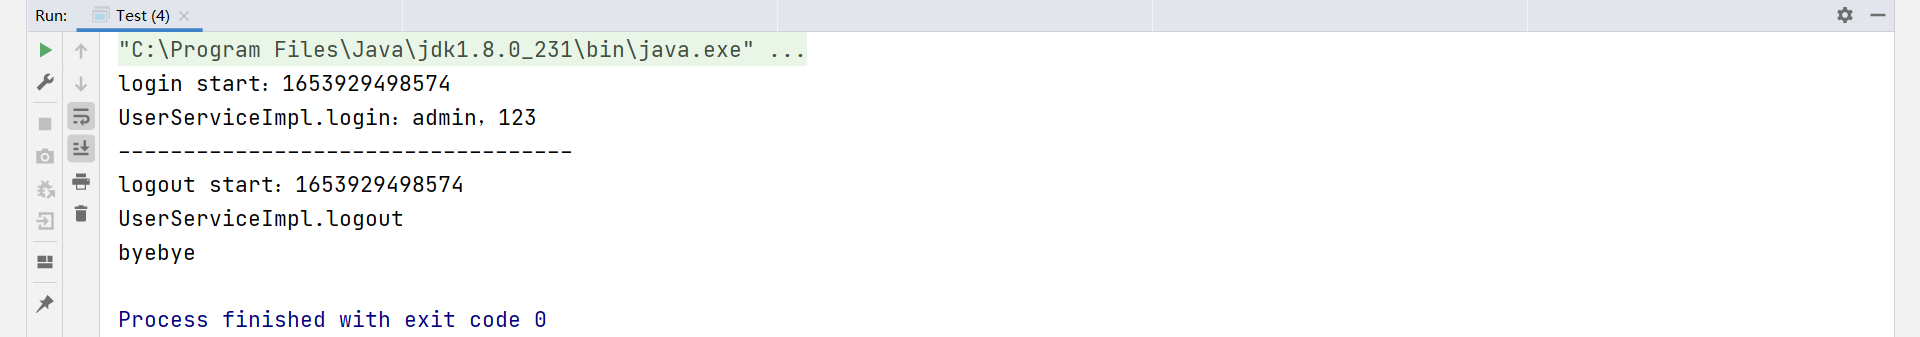 Run: Test (4)
"C:\Program Files\Java\jdk1.8.0_231\bin\java.exe" ...
login start：1653929498574
UserServiceImpl.login：admin，123
-----------------------------------
logout start：1653929498574
UserServiceImpl.logout
byebye
Process finished with exit code 0